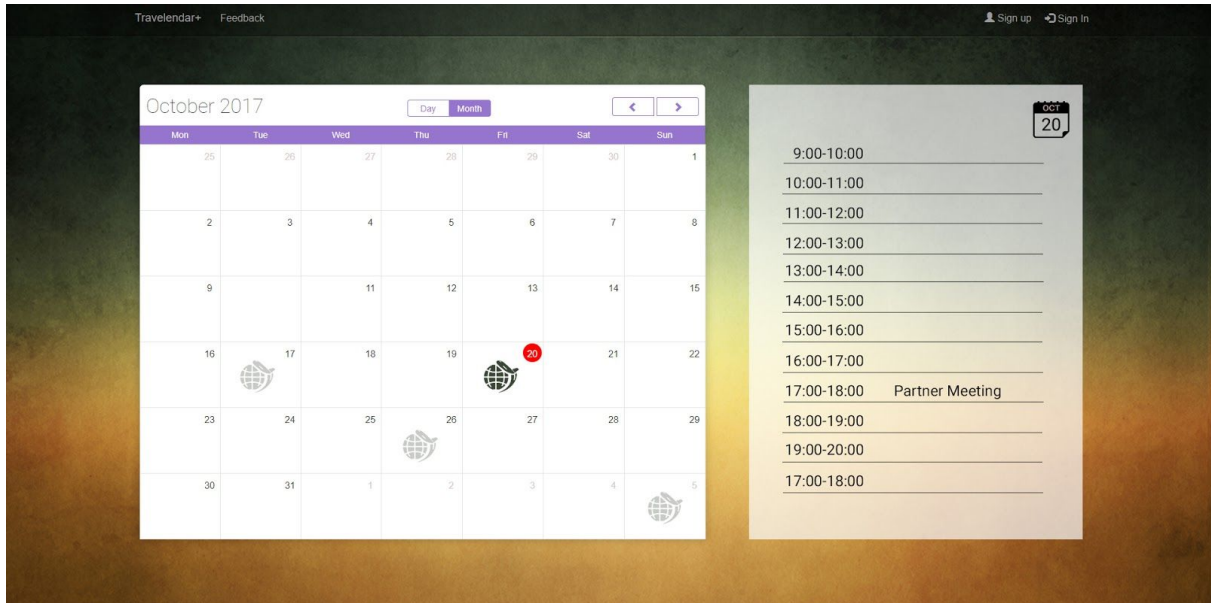 Travelendar+ Feedback Sign up Sign In
October 2017 Day Month
Mon Tue Wed Thu Fri Sat Sun
25 26 27 28 29 30 1
2 3 4 5 6 7 8
9 11 12 13 14 15
16 17 18 19 20 21 22
23 24 25 26 27 28 29
30 31 1 2 3 4 5
OCT
20
9:00-10:00
10:00-11:00
11:00-12:00
12:00-13:00
13:00-14:00
14:00-15:00
15:00-16:00
16:00-17:00
17:00-18:00 Partner Meeting
18:00-19:00
19:00-20:00
17:00-18:00